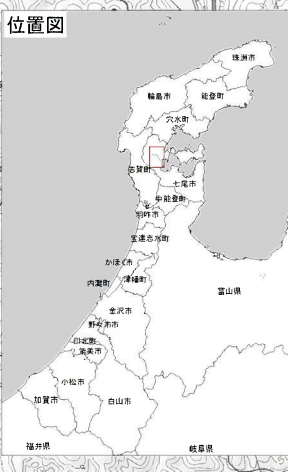 位置図
珠洲市
輪島市
能登町
穴水町
志賀町
七尾市
中能登町
羽咋市
宝達志水町
かほく市
津幡町
内灘町
富山県
金沢市
野々市市
川北町
能美市
小松市
加賀市
白山市
福井県
岐阜県